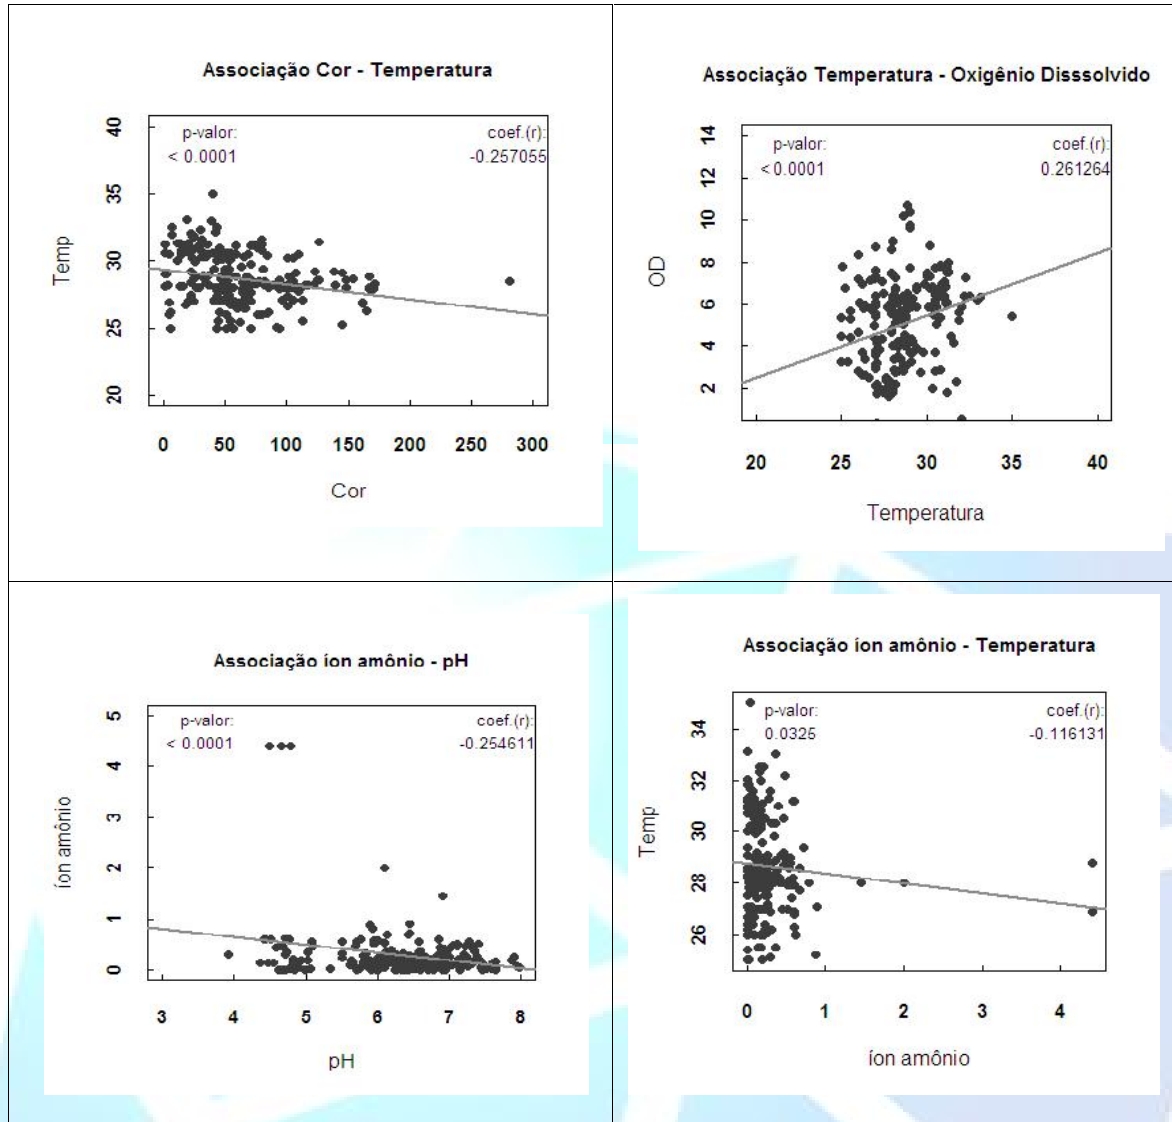 Associação Cor - Temperatura
p-valor: coef.(r):
< 0.0001 -0.257055
Temp
40
35
30
25
20
0 50 100 150 200 250 300
Cor
Associação Temperatura - Oxigênio Disssolvido
p-valor: coef.(r):
< 0.0001 0.261264
OD
14
12
10
8
6
4
2
20 25 30 35 40
Temperatura
Associação íon amônio - pH
p-valor: coef.(r):
< 0.0001 -0.254611
íon amônio
5
4
3
2
1
0
3 4 5 6 7 8
pH
Associação íon amônio - Temperatura
p-valor: coef.(r):
0.0325 -0.116131
Temp
34
32
30
28
26
0 1 2 3 4
íon amônio